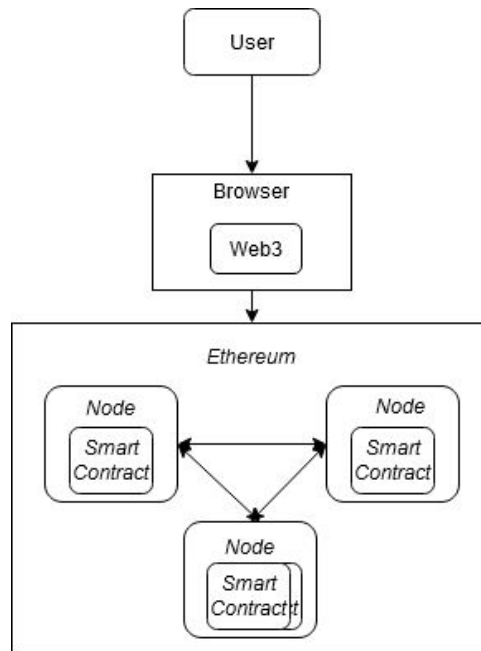 User
Browser
Web3
Ethereum
Node
Smart
Contract
Node
Smart
Contract
Node
Smart
Contract